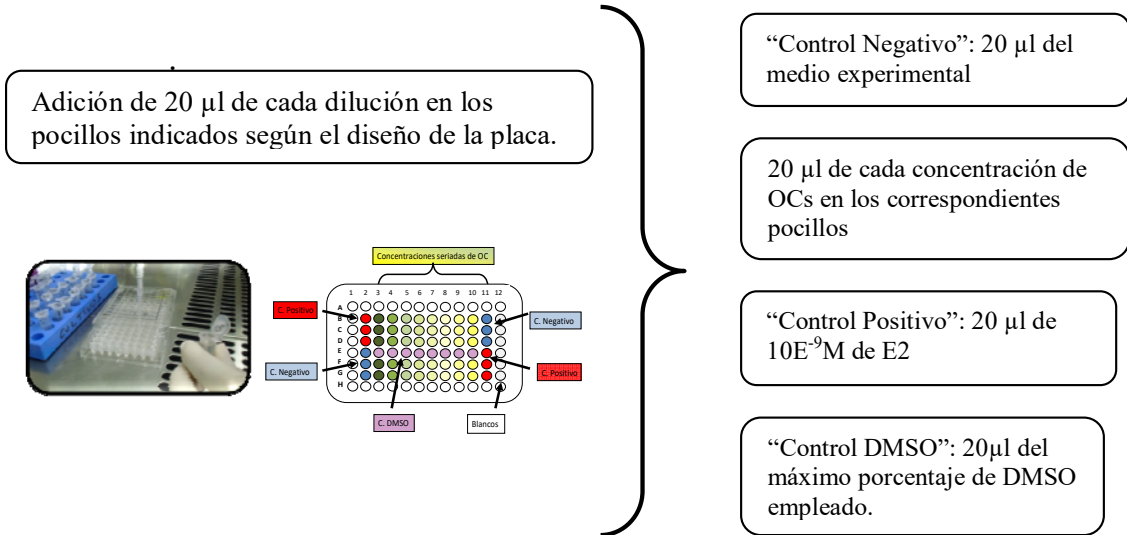 Adición de 20 µl de cada dilución en los
pocillos indicados según el diseño de la placa.
Concentraciones seriadas de OC
1 2 3 4 5 6 7 8 9 10 11 12
A
B
C
D
E
F
G
H
C. Positivo
C. Negativo
C. Negativo
C. Positivo
C. DMSO
Blancos
“Control Negativo”: 20 µl del
medio experimental
20 µl de cada concentración de
OCs en los correspondientes
pocillos
“Control Positivo”: 20 µl de
10E⁻⁹M de E2
“Control DMSO”: 20µl del
máximo porcentaje de DMSO
empleado.